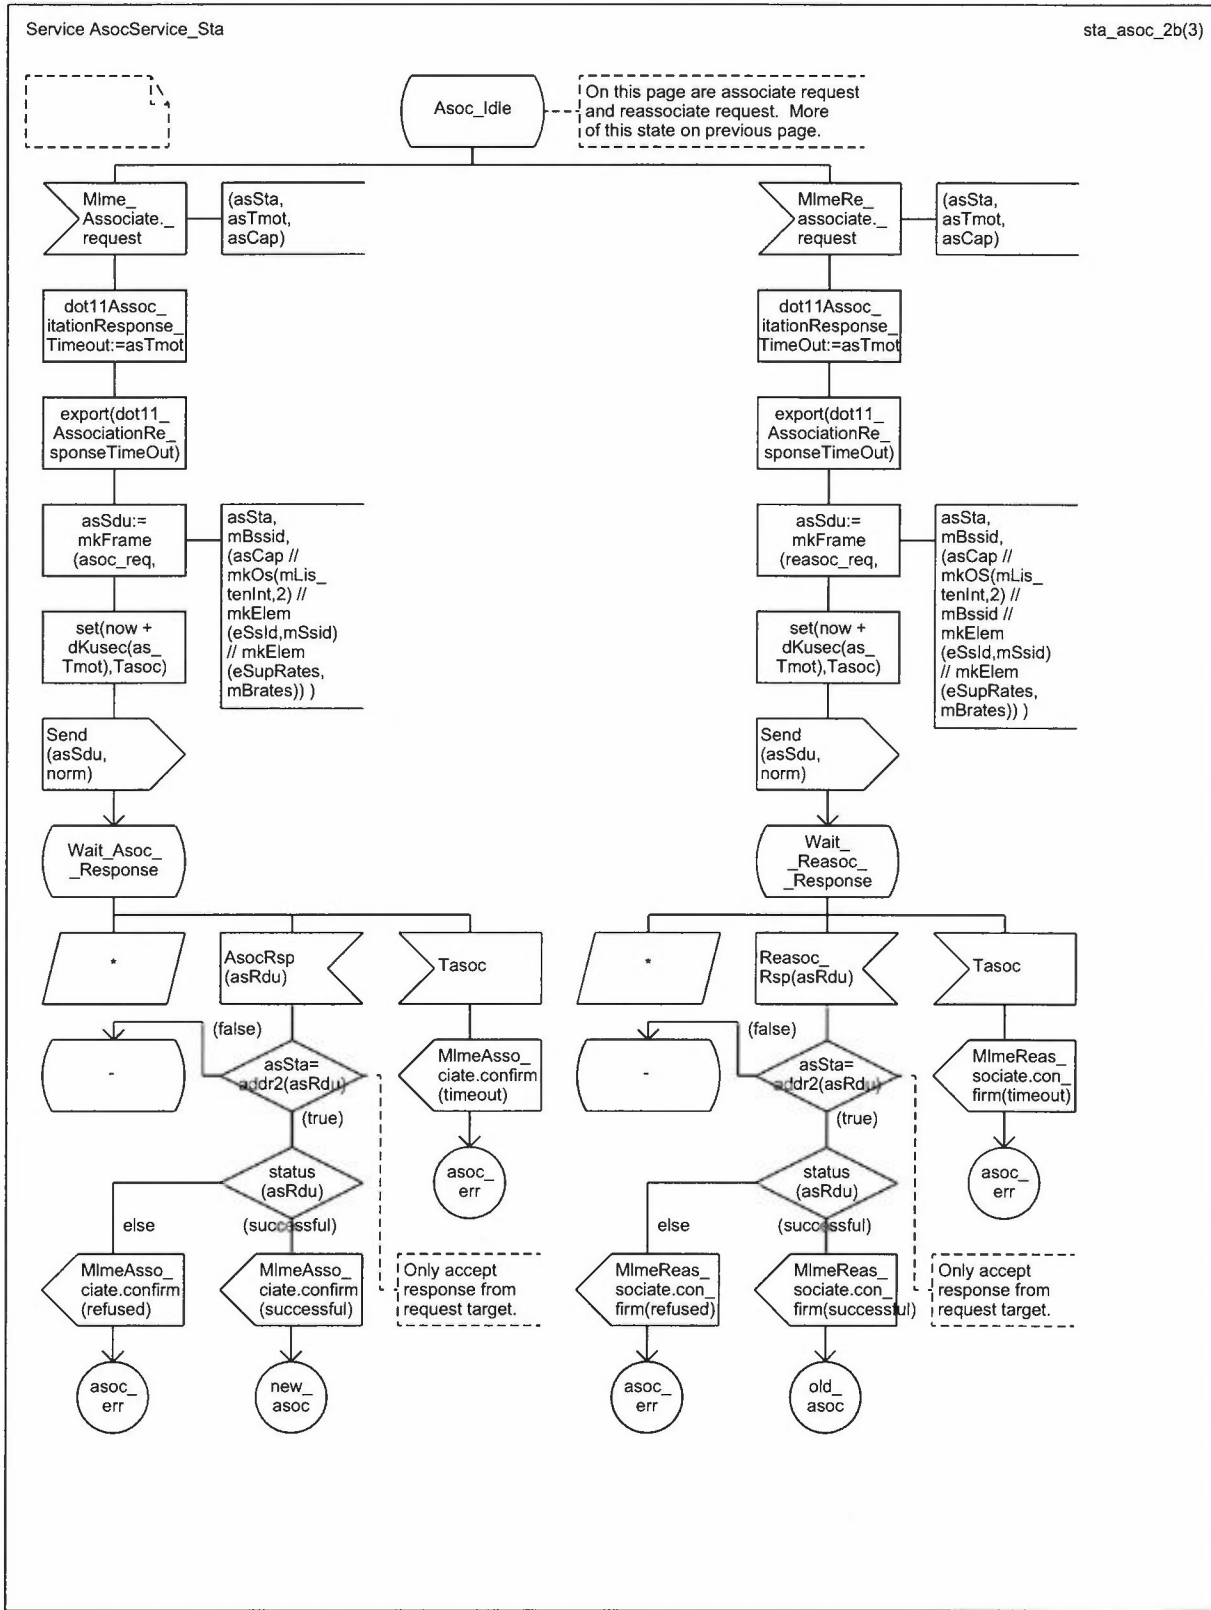 Service AsocService_Sta
sta_asoc_2b(3)
Asoc_Idle
On this page are associate request
and reassociate request.  More
of this state on previous page.
Mlme_
Associate._
request
(asSta,
asTmot,
asCap)
dot11Assoc_
itationResponse_
Timeout:=asTmot
export(dot11_
AssociationRe_
sponseTimeOut)
asSdu:=
mkFrame
(asoc_req,
asSta,
mBssid,
(asCap //
mkOs(mLis_
tenInt,2) //
mkElem
(eSsId,mSsid)
// mkElem
(eSupRates,
mBrates)) )
set(now +
dKusec(as_
Tmot),Tasoc)
Send
(asSdu,
norm)
Wait_Asoc_
_Response
*
AsocRsp
(asRdu)
Tasoc
-
(false)
asSta=
addr2(asRdu)
(true)
MlmeAsso_
ciate.confirm
(timeout)
asoc_
err
status
(asRdu)
else
(successful)
MlmeAsso_
ciate.confirm
(refused)
MlmeAsso_
ciate.confirm
(successful)
Only accept
response from
request target.
asoc_
err
new_
asoc
MlmeRe_
associate._
request
(asSta,
asTmot,
asCap)
dot11Assoc_
itationResponse_
TimeOut:=asTmot
export(dot11_
AssociationRe_
sponseTimeOut)
asSdu:=
mkFrame
(reasoc_req,
asSta,
mBssid,
(asCap //
mkOS(mLis_
tenInt,2) //
mBssid //
mkElem
(eSsId,mSsid)
// mkElem
(eSupRates,
mBrates)) )
set(now +
dKusec(as_
Tmot),Tasoc)
Send
(asSdu,
norm)
Wait_
_Reasoc_
_Response
*
Reasoc_
Rsp(asRdu)
Tasoc
-
(false)
asSta=
addr2(asRdu)
(true)
MlmeReas_
sociate.con_
firm(timeout)
asoc_
err
status
(asRdu)
else
(successful)
MlmeReas_
sociate.con_
firm(refused)
MlmeReas_
sociate.con_
firm(successful)
Only accept
response from
request target.
asoc_
err
old_
asoc